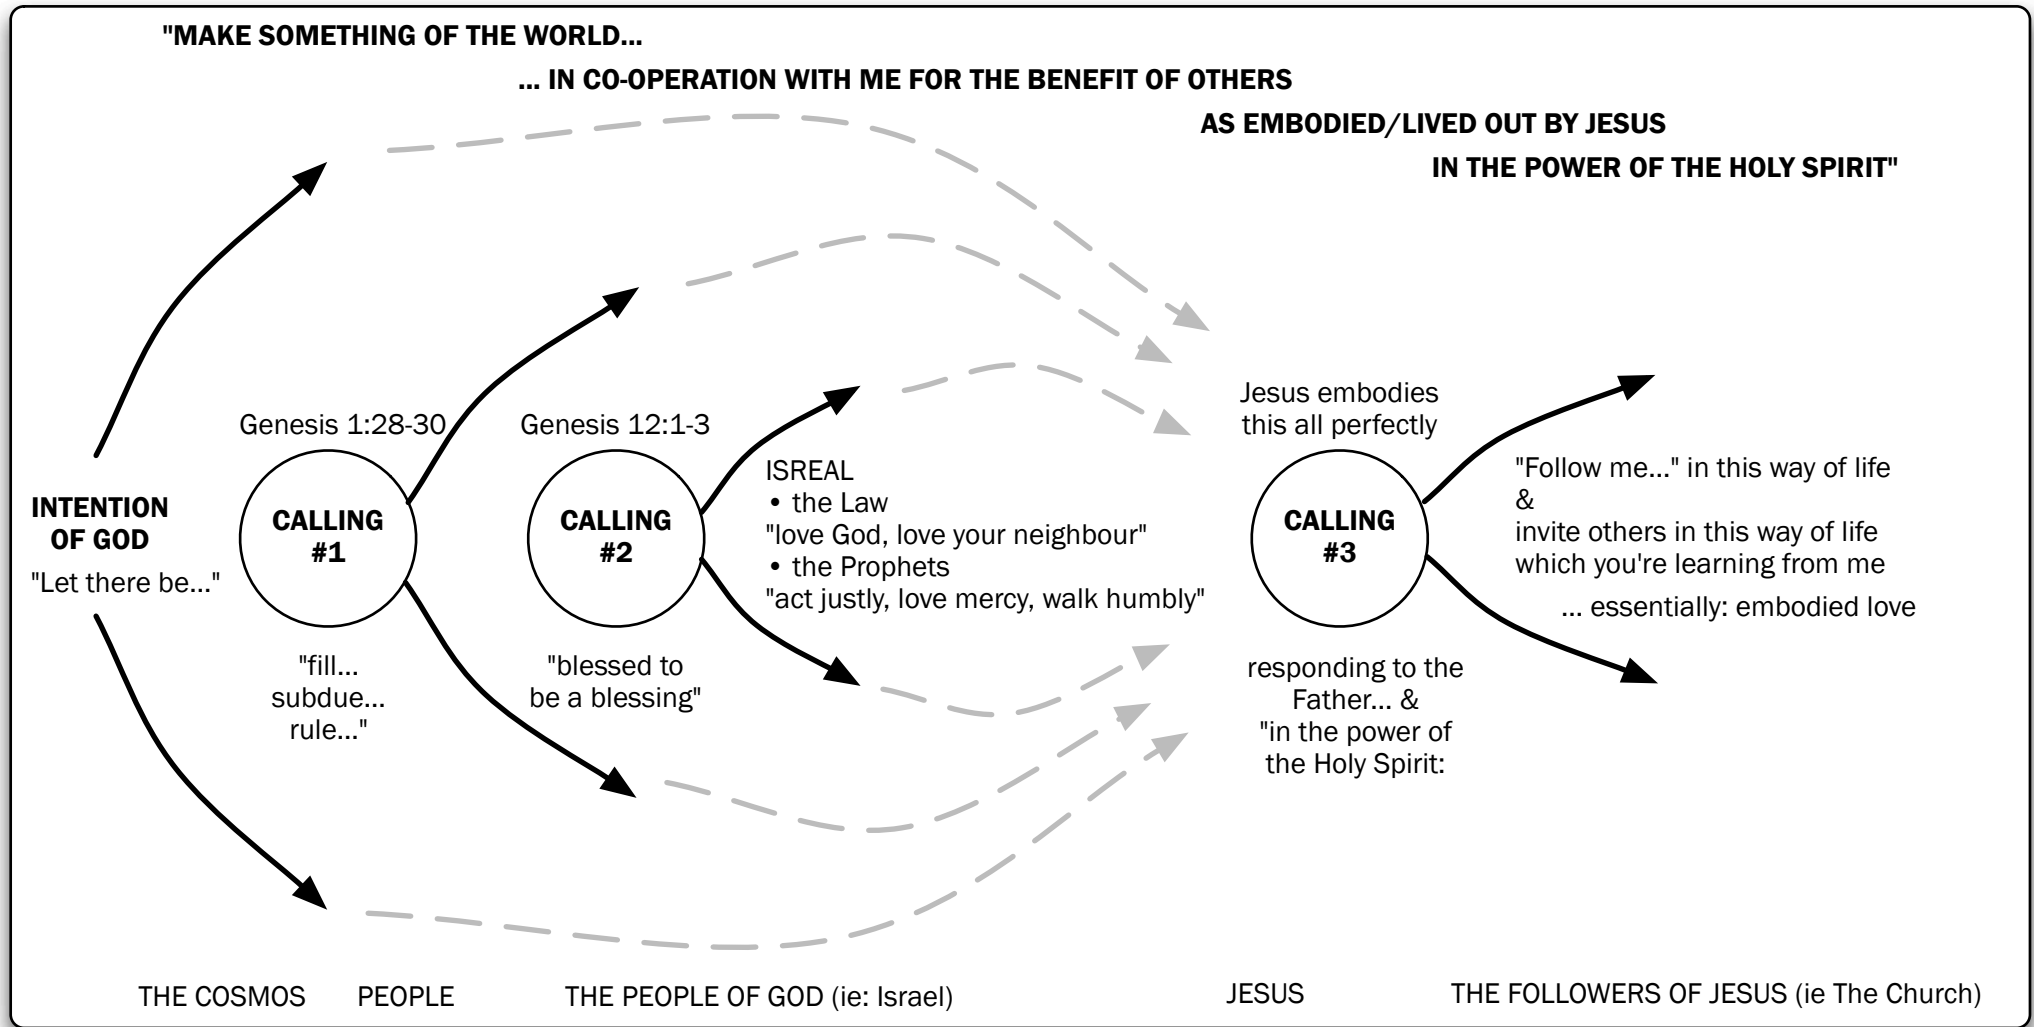 "MAKE SOMETHING OF THE WORLD...
... IN CO-OPERATION WITH ME FOR THE BENEFIT OF OTHERS
AS EMBODIED/LIVED OUT BY JESUS
IN THE POWER OF THE HOLY SPIRIT"
INTENTION
OF GOD
"Let there be..."
Genesis 1:28-30
CALLING
#1
"fill...
subdue...
rule..."
Genesis 12:1-3
CALLING
#2
"blessed to
be a blessing"
ISREAL
• the Law
"love God, love your neighbour"
• the Prophets
"act justly, love mercy, walk humbly"
Jesus embodies
this all perfectly
CALLING
#3
responding to the
Father... &
"in the power of
the Holy Spirit:
"Follow me..." in this way of life
&
invite others in this way of life
which you're learning from me
... essentially: embodied love
THE COSMOS
PEOPLE
THE PEOPLE OF GOD (ie: Israel)
JESUS
THE FOLLOWERS OF JESUS (ie The Church)